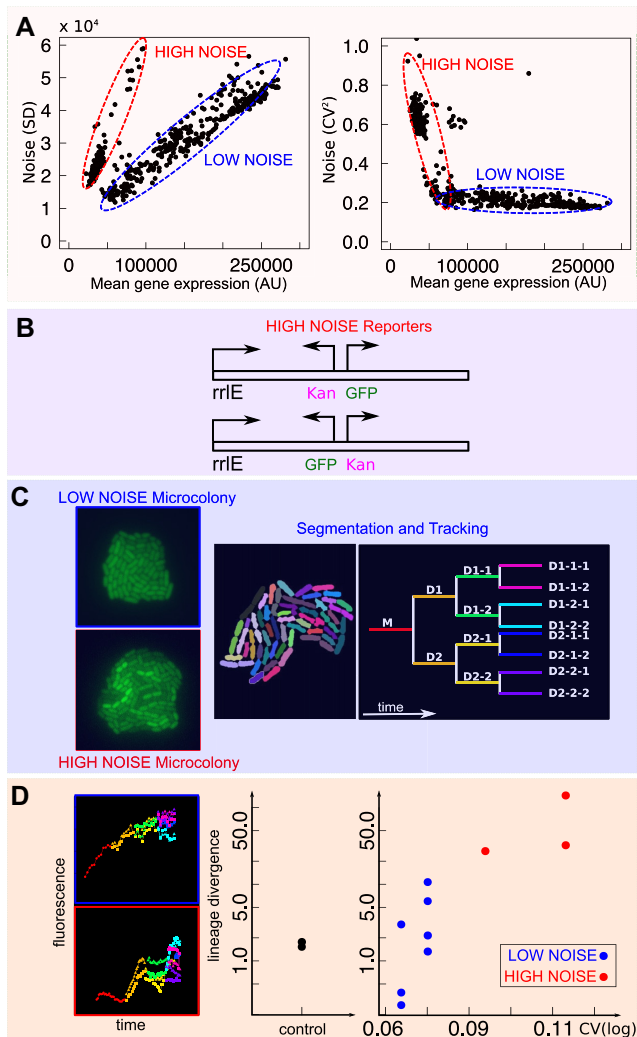 A
x 10⁴
6
5
4
3
2
1
0
Noise (SD)
HIGH NOISE
LOW NOISE
0
100000
250000
Mean gene expression (AU)
1.0
0.8
0.6
0.4
0.2
0.0
Noise (CV²)
HIGH NOISE
LOW NOISE
0
100000
250000
Mean gene expression (AU)
B
HIGH NOISE Reporters
rrlE
Kan
GFP
rrlE
GFP
Kan
C
LOW NOISE Microcolony
HIGH NOISE Microcolony
Segmentation and Tracking
M
D1
D2
D1-1
D1-2
D2-1
D2-2
D1-1-1
D1-1-2
D1-2-1
D1-2-2
D2-1-1
D2-1-2
D2-2-1
D2-2-2
time
D
fluorescence
time
lineage divergence
50.0
5.0
1.0
control
50.0
5.0
1.0
LOW NOISE
HIGH NOISE
0.06
0.09
0.11
CV(log)